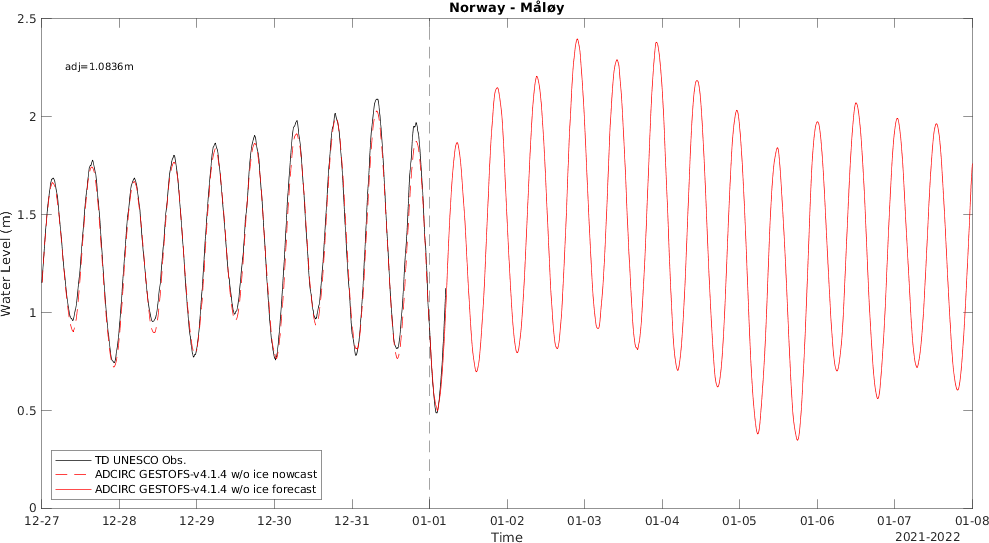 Norway - Måløy
adj=1.0836m
Water Level (m)
2.5
2
1.5
1
0.5
0
TD UNESCO Obs.
ADCIRC GESTOFS-v4.1.4 w/o ice nowcast
ADCIRC GESTOFS-v4.1.4 w/o ice forecast
12-27 12-28 12-29 12-30 12-31 01-01 01-02 01-03 01-04 01-05 01-06 01-07 01-08
Time
2021-2022